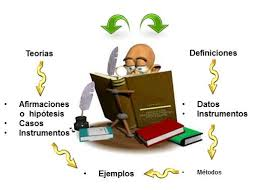 Teorías
Definiciones
• Afirmaciones
o hipótesis
• Casos
• Instrumentos
• Datos
Instrumentos
• Ejemplos
• Métodos